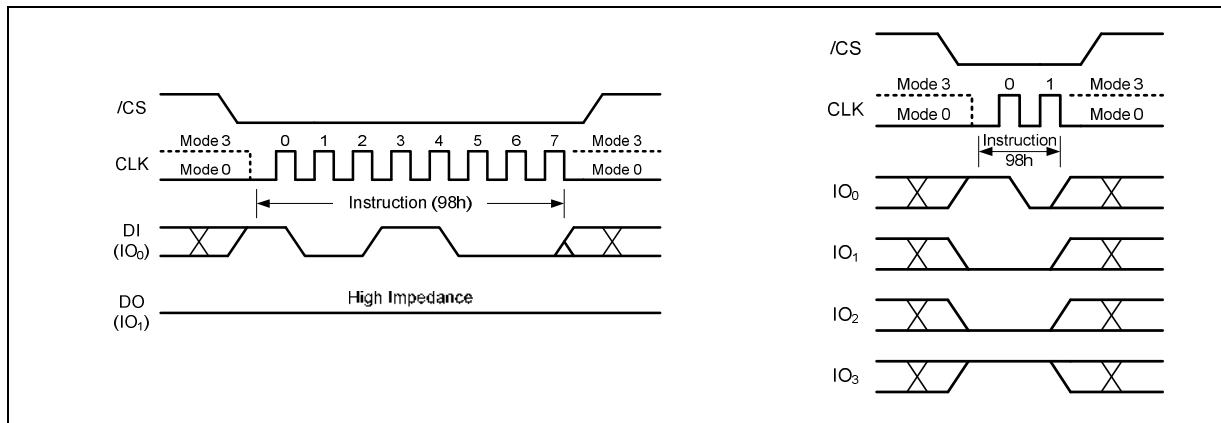 /CS
Mode 3
0 1 2 3 4 5 6 7
Mode 3
CLK
Mode 0
Mode 0
Instruction (98h)
DI
(IO₀)
High Impedance
DO
(IO₁)
/CS
Mode 3
0 1
Mode 3
CLK
Mode 0
Mode 0
Instruction
98h
IO₀
IO₁
IO₂
IO₃